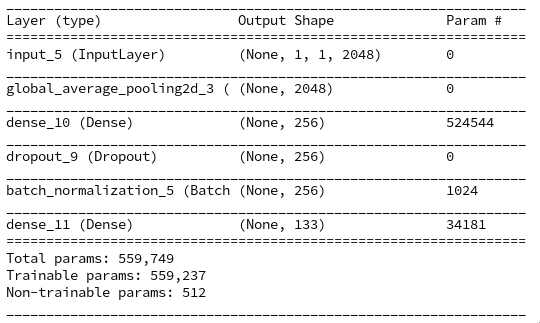 _________________________________________________________________
Layer (type)                 Output Shape              Param #
=================================================================
input_5 (InputLayer)         (None, 1, 1, 2048)        0
_________________________________________________________________
global_average_pooling2d_3 ( (None, 2048)              0
_________________________________________________________________
dense_10 (Dense)             (None, 256)               524544
_________________________________________________________________
dropout_9 (Dropout)          (None, 256)               0
_________________________________________________________________
batch_normalization_5 (Batch (None, 256)               1024
_________________________________________________________________
dense_11 (Dense)             (None, 133)               34181
=================================================================
Total params: 559,749
Trainable params: 559,237
Non-trainable params: 512
_________________________________________________________________